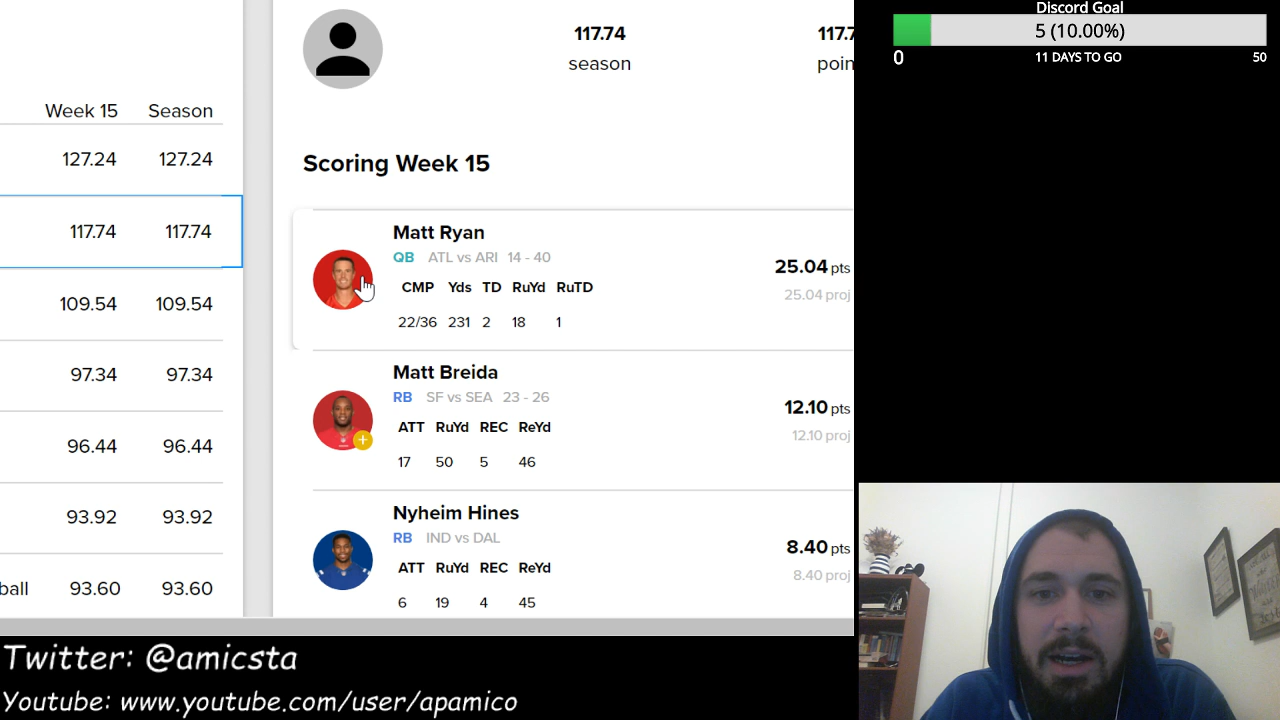 Week 15 Season
127.24 127.24
117.74 117.74
109.54 109.54
97.34 97.34
96.44 96.44
93.92 93.92
ball 93.60 93.60
117.74 117.7
season poin
Scoring Week 15
Matt Ryan
QB ATL vs ARI 14 - 40
CMP Yds TD RuYd RuTD
22/36 231 2 18 1
25.04 pts
25.04 proj
Matt Breida
RB SF vs SEA 23 - 26
ATT RuYd REC ReYd
17 50 5 46
12.10 pts
12.10 proj
+
Nyheim Hines
RB IND vs DAL
ATT RuYd REC ReYd
6 19 4 45
8.40 pts
8.40 proj
Discord Goal
5 (10.00%)
0 11 DAYS TO GO 50
Twitter: @amicsta
Youtube: www.youtube.com/user/apamico